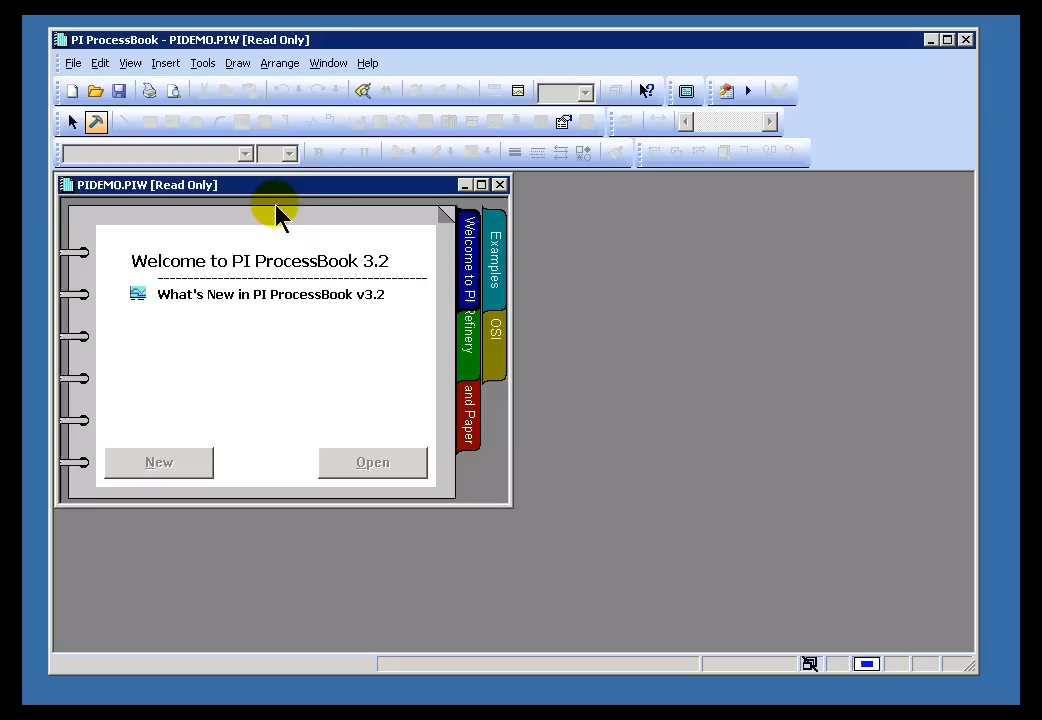 PI ProcessBook - PIDEMO.PIW [Read Only]
File Edit View Insert Tools Draw Arrange Window Help
B I U
PIDEMO.PIW [Read Only]
Welcome to PI ProcessBook 3.2
What's New in PI ProcessBook v3.2
New Open
Welcome to PI
Refinery
and Paper
Examples
OSI